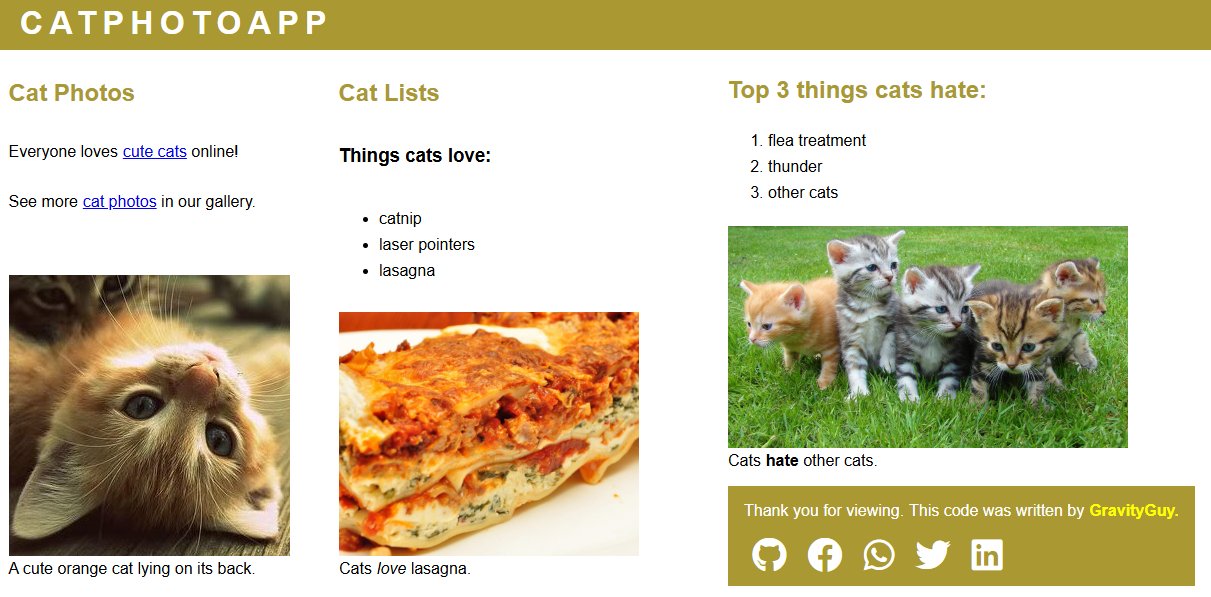 CATPHOTOAPP
Cat Photos
Everyone loves cute cats online!
See more cat photos in our gallery.
A cute orange cat lying on its back.
Cat Lists
Things cats love:
• catnip
• laser pointers
• lasagna
Cats love lasagna.
Top 3 things cats hate:
1. flea treatment
2. thunder
3. other cats
Cats hate other cats.
Thank you for viewing. This code was written by GravityGuy.
in